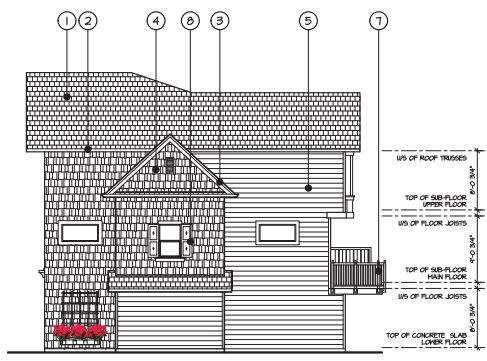 1 2 4 8 3 5 7
U/S OF ROOF TRUSSES
8'-0 3/4"
TOP OF SUB-FLOOR
UPPER FLOOR
U/S OF FLOOR JOISTS
9'-0 3/4"
TOP OF SUB-FLOOR
MAIN FLOOR
U/S OF FLOOR JOISTS
8'-0 3/4"
TOP OF CONCRETE SLAB
LOWER FLOOR